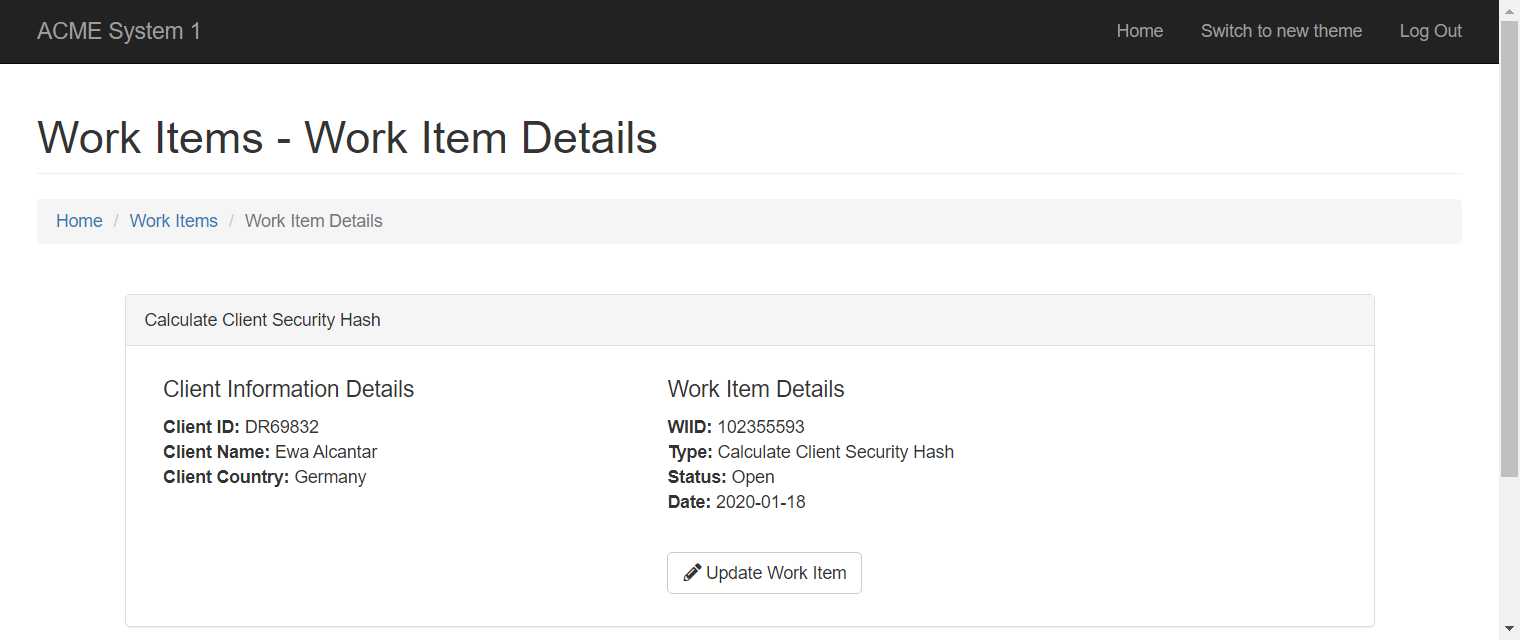 ACME System 1 Home Switch to new theme Log Out
Work Items - Work Item Details
Home / Work Items / Work Item Details
Calculate Client Security Hash
Client Information Details
Client ID: DR69832
Client Name: Ewa Alcantar
Client Country: Germany
Work Item Details
WIID: 102355593
Type: Calculate Client Security Hash
Status: Open
Date: 2020-01-18
Update Work Item